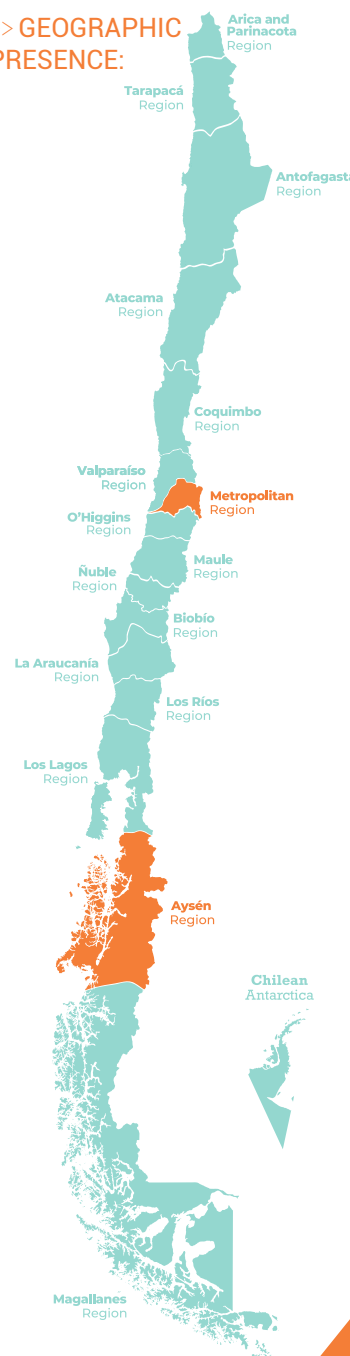 > GEOGRAPHIC
PRESENCE:
Arica and
Parinacota
Region
Tarapacá
Region
Antofagasta
Region
Atacama
Region
Coquimbo
Region
Valparaíso
Region
Metropolitan
Region
O'Higgins
Region
Maule
Region
Ñuble
Region
Biobío
Region
La Araucanía
Region
Los Ríos
Region
Los Lagos
Region
Aysén
Region
Chilean
Antarctica
Magallanes
Region